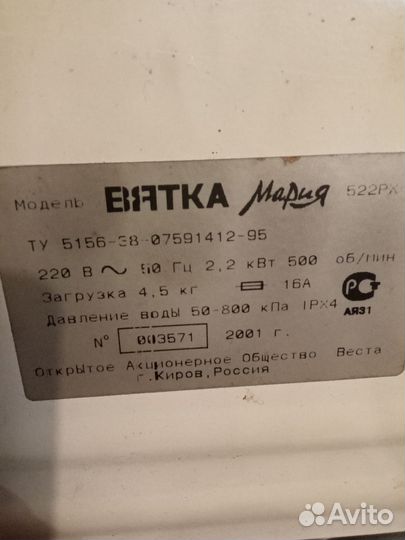 Модель ВЯТКА Мария 522РХ
ТУ 5156-38-07591412-95
220 В ~ 50 Гц 2,2 кВт 500 об/мин
Загрузка 4,5 кг 16А
Давление воды 50-800 кПа IPX4
РСТ
АЯ31
№ 003571 2001 г.
Открытое Акционерное Общество Веста
г.Киров,Россия
Avito